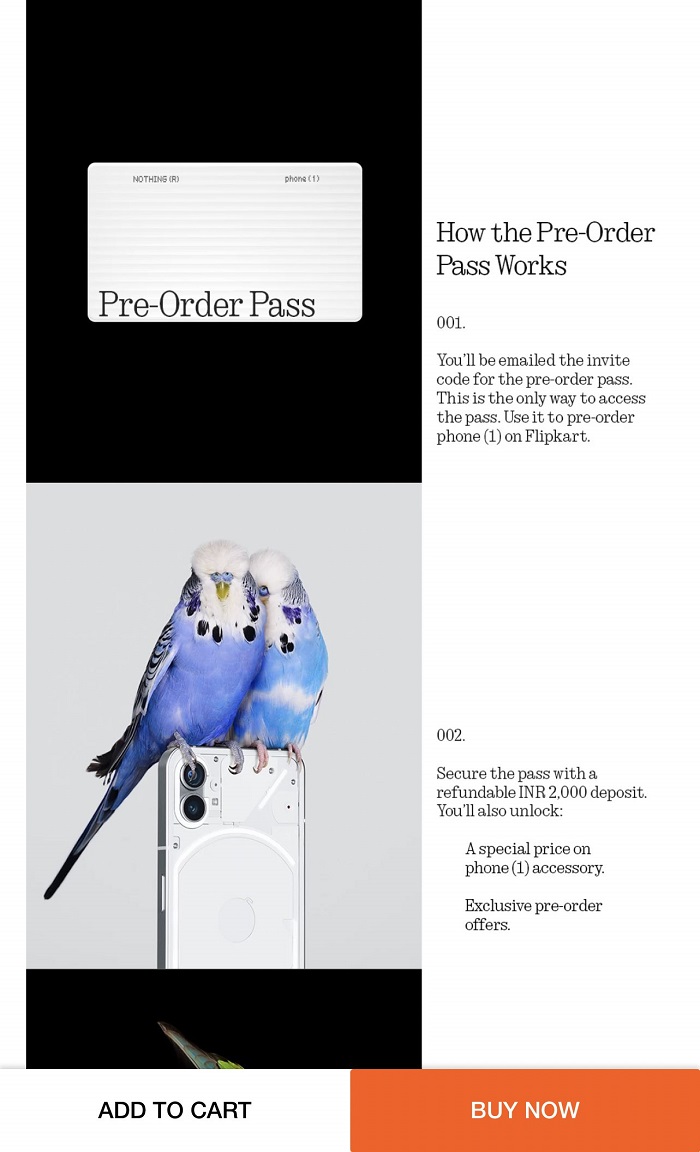 NOTHING (R)
phone (1)
Pre-Order Pass
How the Pre-Order
Pass Works
001.
You'll be emailed the invite
code for the pre-order pass.
This is the only way to access
the pass. Use it to pre-order
phone (1) on Flipkart.
002.
Secure the pass with a
refundable INR 2,000 deposit.
You'll also unlock:
A special price on
phone (1) accessory.
Exclusive pre-order
offers.
ADD TO CART
BUY NOW